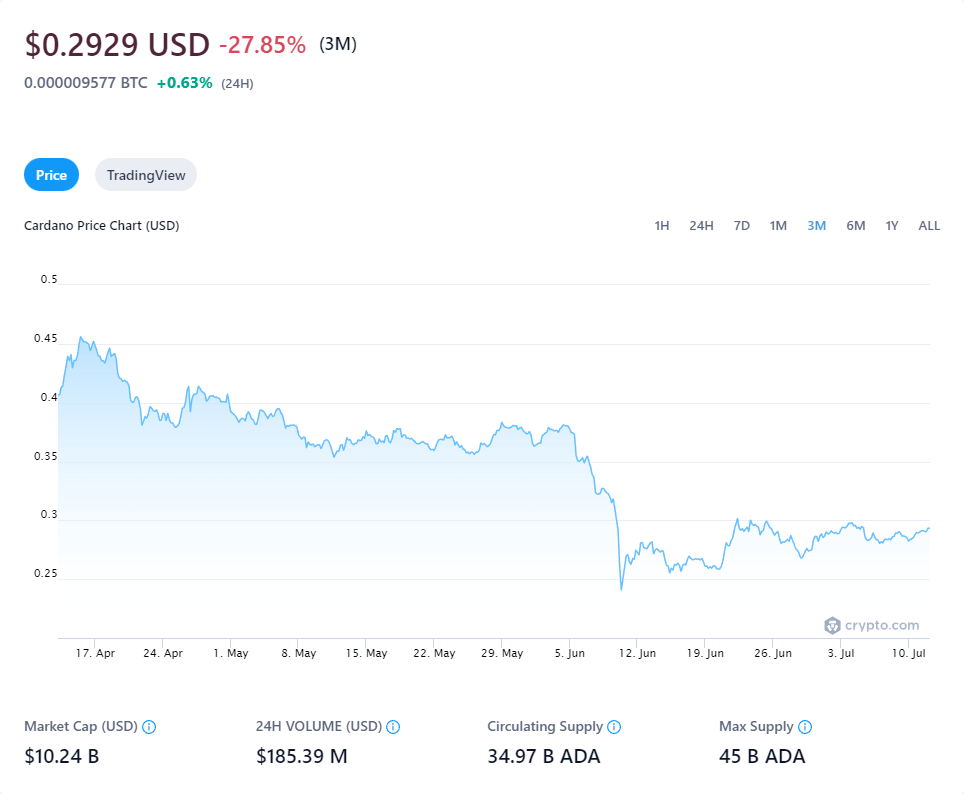 $0.2929 USD -27.85% (3M)
0.000009577 BTC +0.63% (24H)
Price TradingView
Cardano Price Chart (USD) 1H 24H 7D 1M 3M 6M 1Y ALL
0.5
0.45
0.4
0.35
0.3
0.25
crypto.com
17. Apr 24. Apr 1. May 8. May 15. May 22. May 29. May 5. Jun 12. Jun 19. Jun 26. Jun 3. Jul 10. Jul
Market Cap (USD) 24H VOLUME (USD) Circulating Supply Max Supply
$10.24 B $185.39 M 34.97 B ADA 45 B ADA